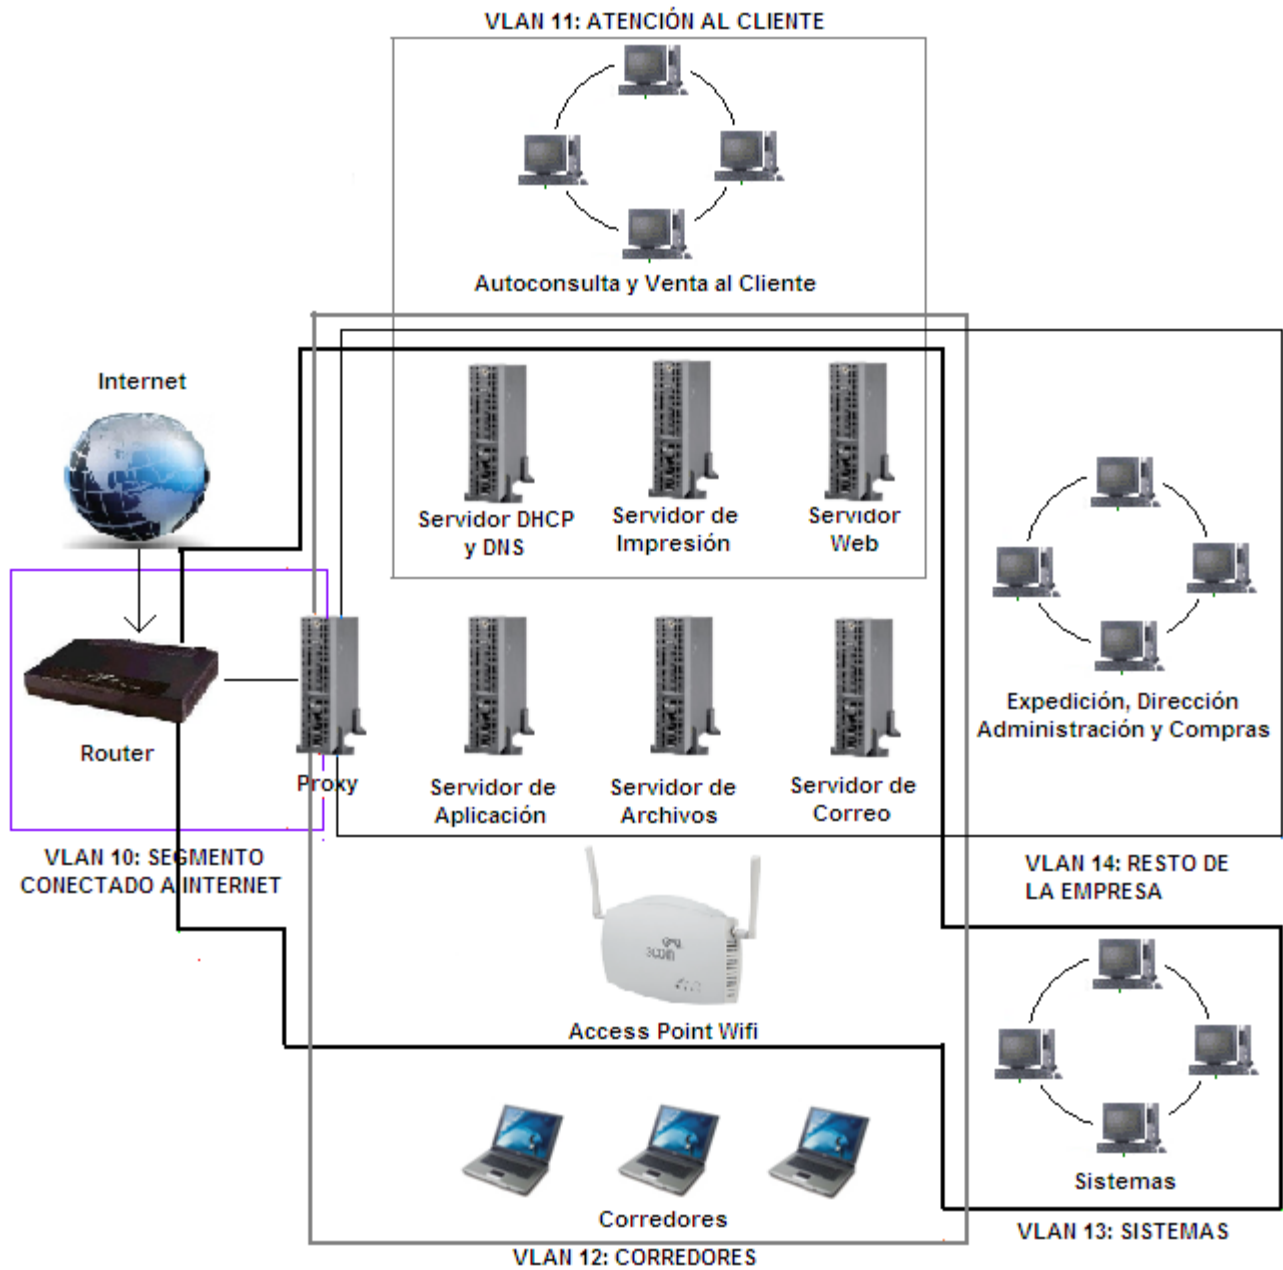 VLAN 11: ATENCIÓN AL CLIENTE
Autoconsulta y Venta al Cliente
Internet
Servidor DHCP
y DNS
Servidor de
Impresión
Servidor
Web
Router
Proxy
Servidor de
Aplicación
Servidor de
Archivos
Servidor de
Correo
Expedición, Dirección
Administración y Compras
VLAN 10: SEGMENTO
CONECTADO A INTERNET
VLAN 14: RESTO DE
LA EMPRESA
3COM
Access Point Wifi
Sistemas
Corredores
VLAN 13: SISTEMAS
VLAN 12: CORREDORES